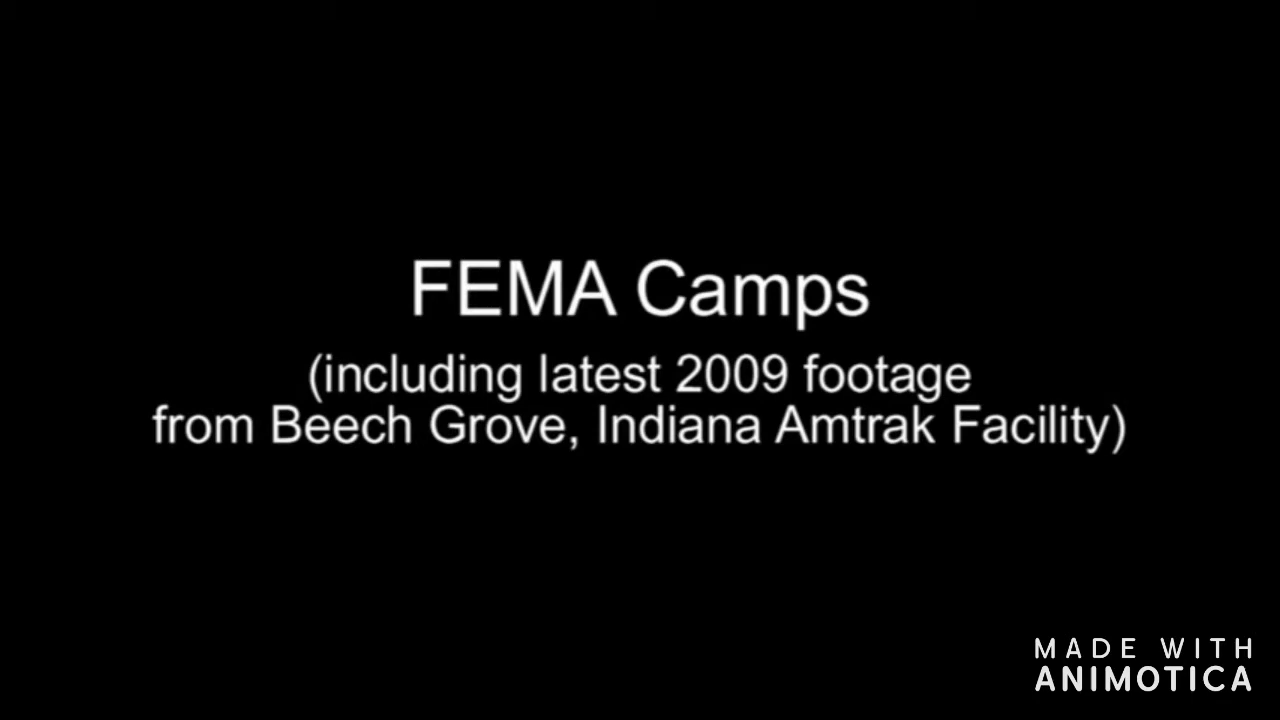 FEMA Camps
(including latest 2009 footage
from Beech Grove, Indiana Amtrak Facility)
MADE WITH
ANIMOTICA